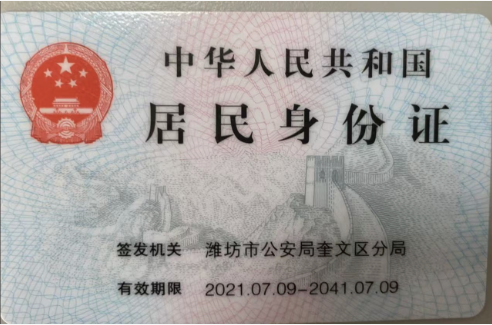 中华人民共和国
居民身份证
签发机关 潍坊市公安局奎文区分局
有效期限 2021.07.09-2041.07.09